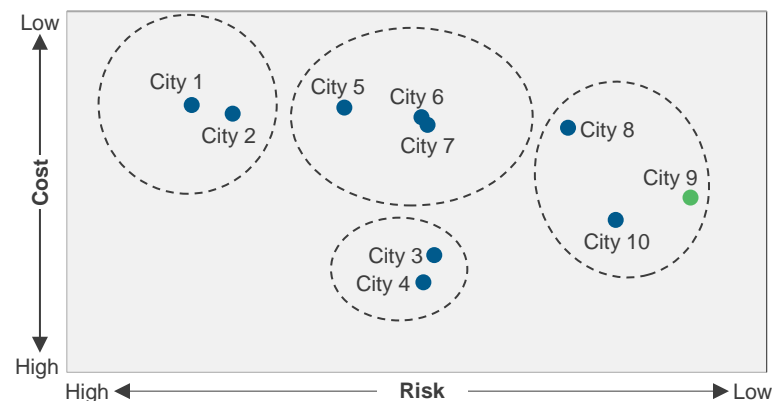 Low
City 1
City 2
City 5
City 6
City 7
City 8
City 9
City 10
City 3
City 4
Cost
High
High
Risk
Low